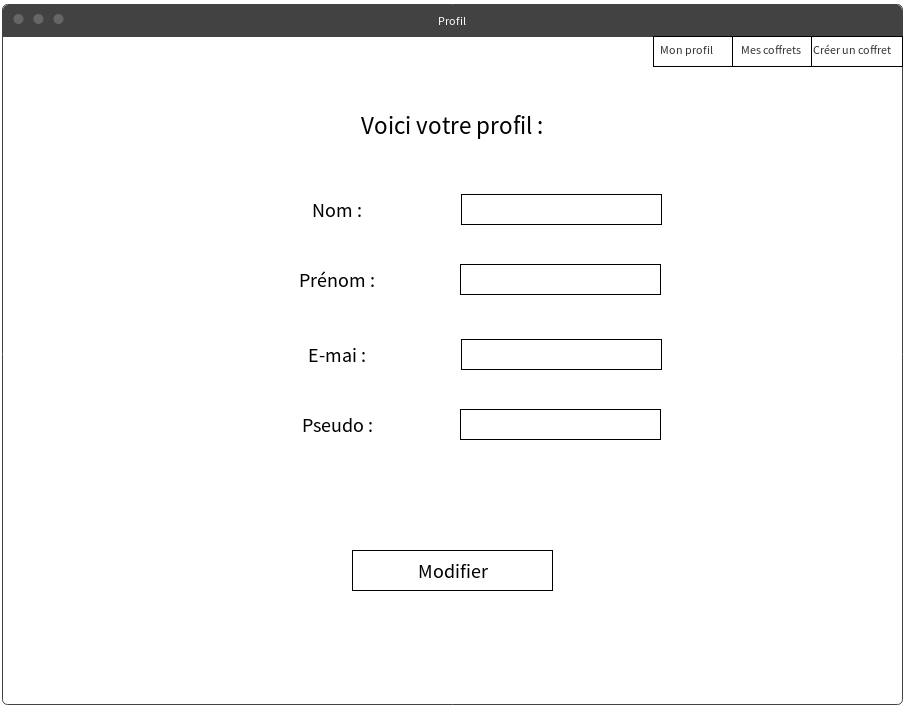 Profil
Mon profil Mes coffrets Créer un coffret
Voici votre profil :
Nom :
Prénom :
E-mai :
Pseudo :
Modifier